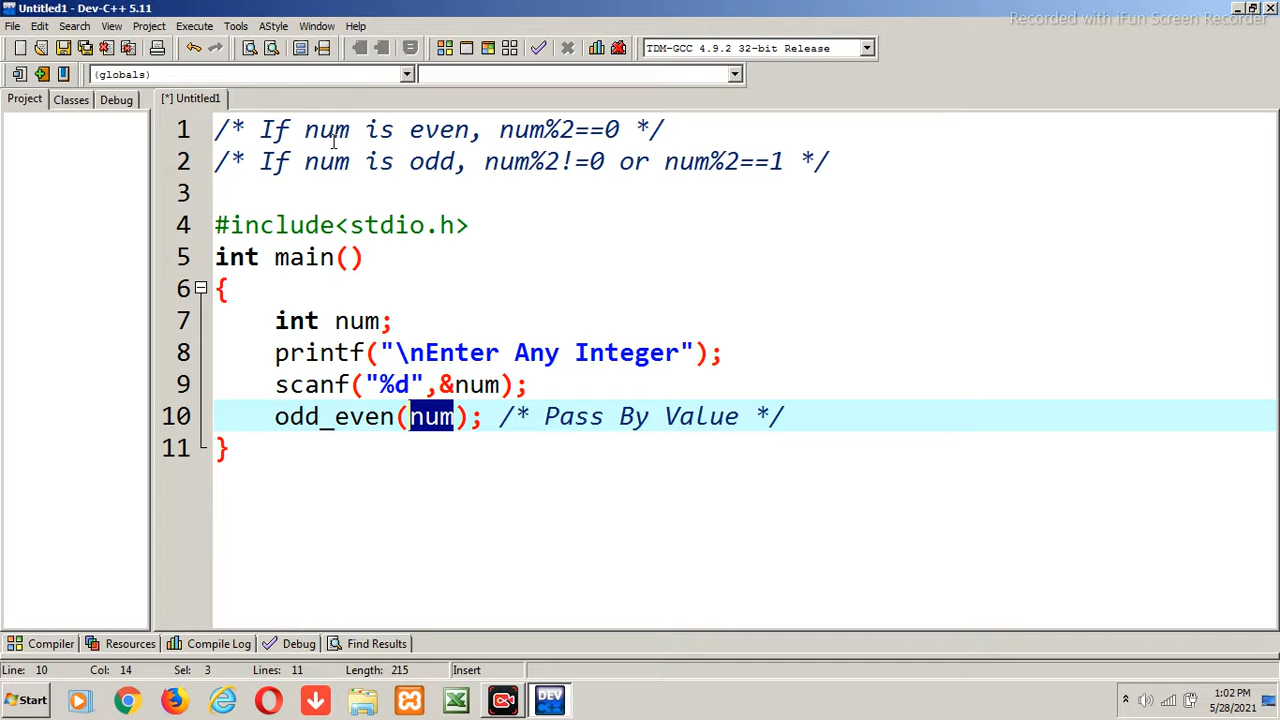 Untitled1 - Dev-C++ 5.11
File Edit Search View Project Execute Tools AStyle Window Help
Recorded with iFun Screen Recorder
TDM-GCC 4.9.2 32-bit Release
(globals)
Project Classes Debug [*] Untitled1
1 /* If num is even, num%2==0 */
2 /* If num is odd, num%2!=0 or num%2==1 */
3
4 #include<stdio.h>
5 int main()
6 {
7 int num;
8 printf("\nEnter Any Integer");
9 scanf("%d",&num);
10 odd_even(num); /* Pass By Value */
11 }
Compiler Resources Compile Log Debug Find Results
Line: 10 Col: 14 Sel: 3 Lines: 11 Length: 215 Insert
Start DEV C++ 1:02 PM
5/28/2021